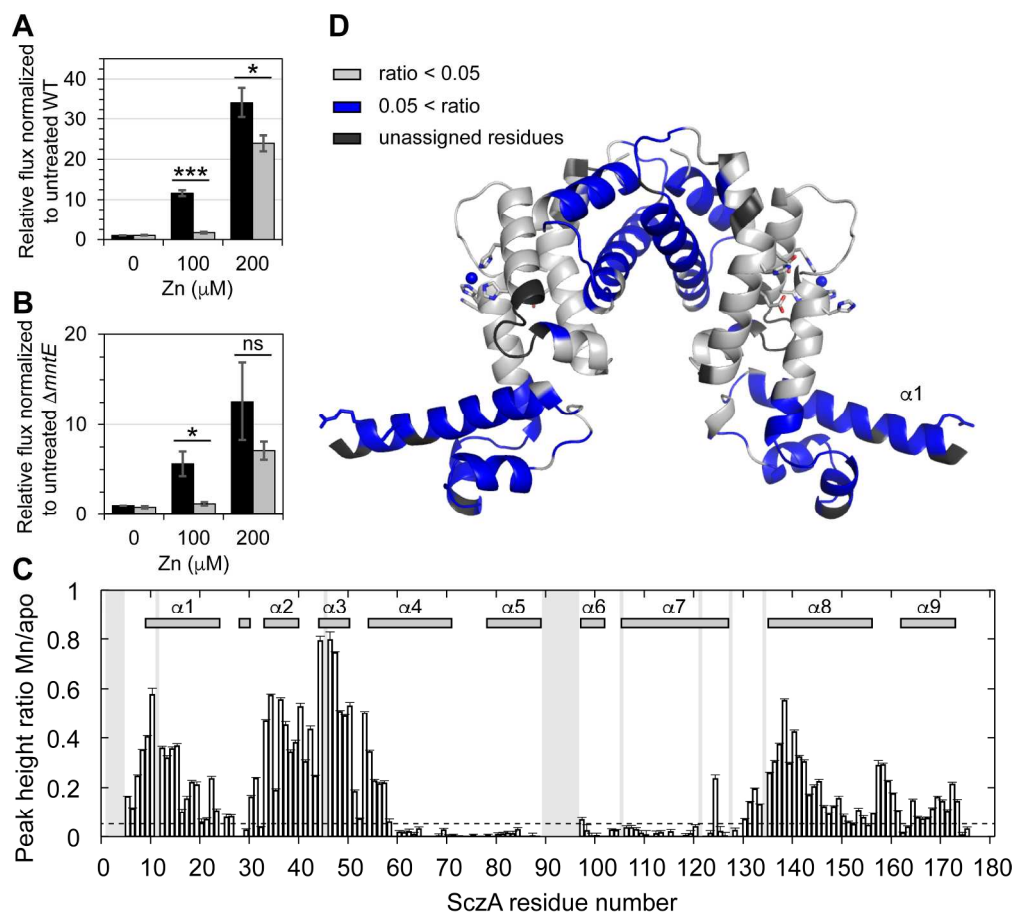 A
Relative flux normalized
to untreated WT
40
30
20
10
0
*
***
0 100 200
Zn (μM)
B
Relative flux normalized
to untreated ΔmntE
20
10
5
0
ns
*
0 100 200
Zn (μM)
D
ratio < 0.05
0.05 < ratio
unassigned residues
α1
C
Peak height ratio Mn/apo
1
0.8
0.6
0.4
0.2
0
α1 α2 α3 α4 α5 α6 α7 α8 α9
0 10 20 30 40 50 60 70 80 90 100 110 120 130 140 150 160 170 180
SczA residue number